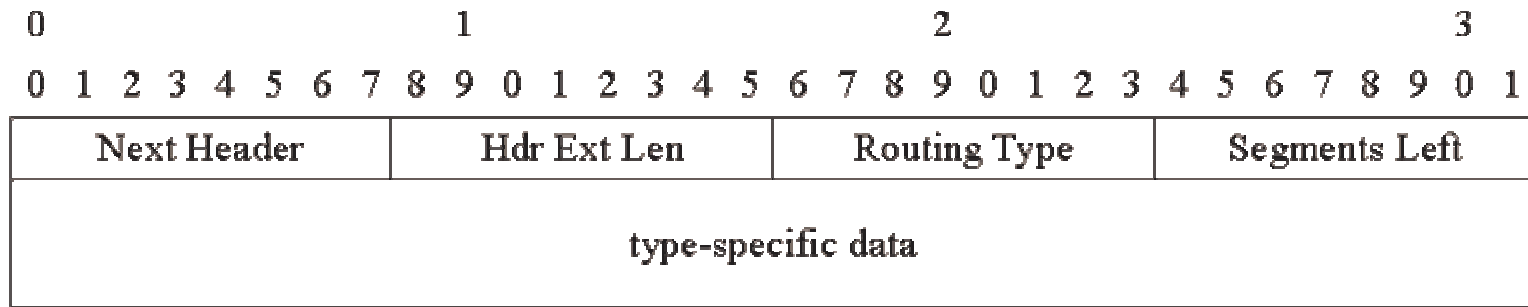 0 1 2 3
0 1 2 3 4 5 6 7 8 9 0 1 2 3 4 5 6 7 8 9 0 1 2 3 4 5 6 7 8 9 0 1
Next Header Hdr Ext Len Routing Type Segments Left
type-specific data